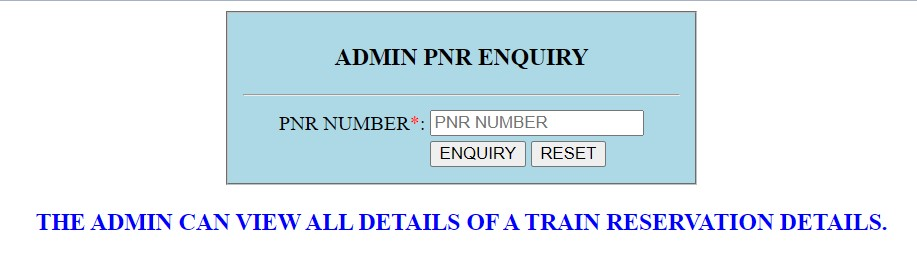 ADMIN PNR ENQUIRY
PNR NUMBER*: PNR NUMBER
ENQUIRY RESET
THE ADMIN CAN VIEW ALL DETAILS OF A TRAIN RESERVATION DETAILS.